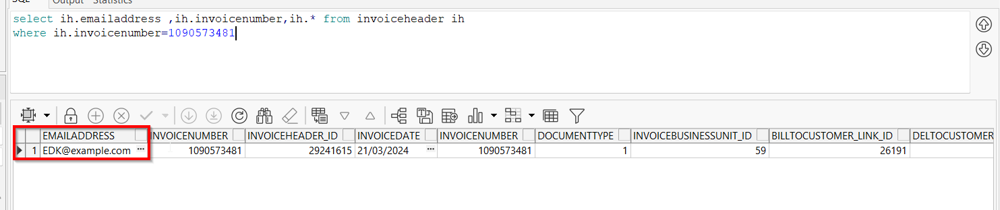 SQL Output Statistics
select ih.emailaddress ,ih.invoicenumber,ih.* from invoiceheader ih
where ih.invoicenumber=1090573481
EMAILADDRESS INVOICENUMBER INVOICEHEADER_ID INVOICEDATE INVOICENUMBER DOCUMENTTYPE INVOICEBUSINESSUNIT_ID BILLTOCUSTOMER_LINK_ID DELTOCUSTOMER
1 EDK@example.com ... 1090573481 29241615 21/03/2024 ... 1090573481 1 59 26191